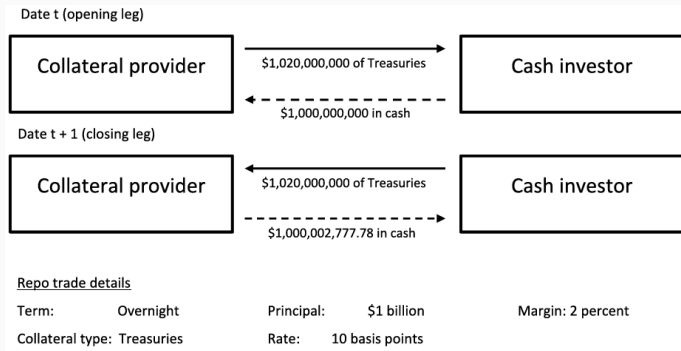 Date t (opening leg)
Collateral provider
$1,020,000,000 of Treasuries
Cash investor
$1,000,000,000 in cash
Date t + 1 (closing leg)
Collateral provider
$1,020,000,000 of Treasuries
Cash investor
$1,000,002,777.78 in cash
Repo trade details
Term: Overnight Principal: $1 billion Margin: 2 percent
Collateral type: Treasuries Rate: 10 basis points